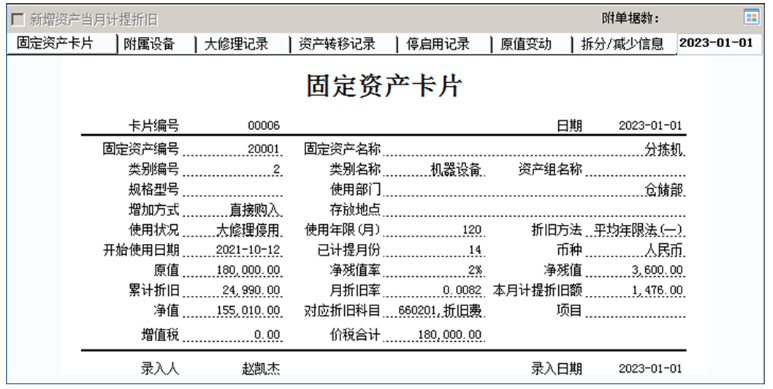 新增资产当月计提折旧 附单据数：
固定资产卡片 附属设备 大修理记录 资产转移记录 停启用记录 原值变动 拆分/减少信息 2023-01-01
固定资产卡片
卡片编号 00006 日期 2023-01-01
固定资产编号 20001 固定资产名称 分拣机
类别编号 2 类别名称 机器设备 资产组名称
规格型号 使用部门 仓储部
增加方式 直接购入 存放地点
使用状况 大修理停用 使用年限(月) 120 折旧方法 平均年限法(一)
开始使用日期 2021-10-12 已计提月份 14 币种 人民币
原值 180,000.00 净残值率 2% 净残值 3,600.00
累计折旧 24,990.00 月折旧率 0.0082 本月计提折旧额 1,476.00
净值 155,010.00 对应折旧科目 660201,折旧费 项目
增值税 0.00 价税合计 180,000.00
录入人 赵凯杰 录入日期 2023-01-01